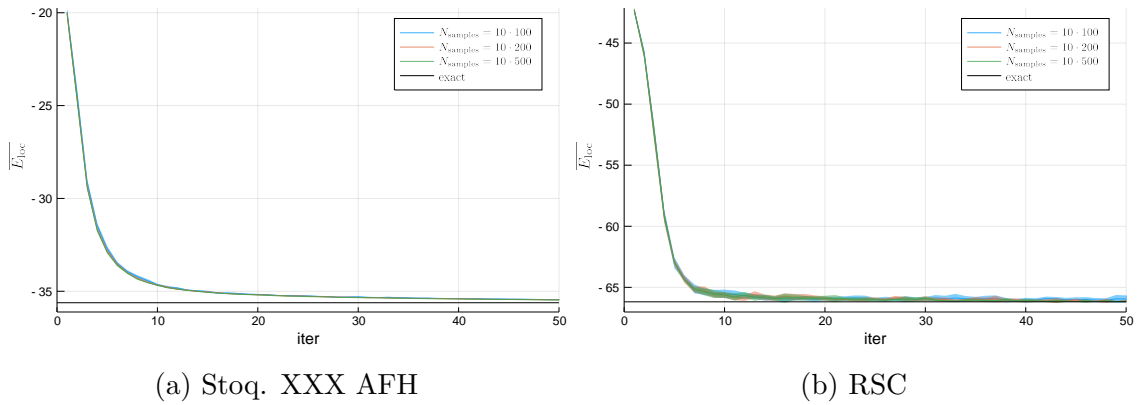 - 20
- 25
- 30
- 35
0 10 20 30 40 50
iter
E_loc
N_samples = 10 · 100
N_samples = 10 · 200
N_samples = 10 · 500
exact
(a) Stoq. XXX AFH
- 45
- 50
- 55
- 60
- 65
0 10 20 30 40 50
iter
E_loc
N_samples = 10 · 100
N_samples = 10 · 200
N_samples = 10 · 500
exact
(b) RSC